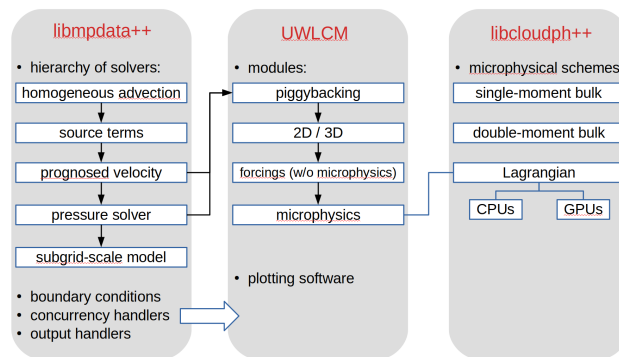 libmpdata++
• hierarchy of solvers:
homogeneous advection
source terms
prognosed velocity
pressure solver
subgrid-scale model
• boundary conditions
• concurrency handlers
• output handlers
UWLCM
• modules:
piggybacking
2D / 3D
forcings (w/o microphysics)
microphysics
• plotting software
libcloudph++
• microphysical schemes
single-moment bulk
double-moment bulk
Lagrangian
CPUs
GPUs